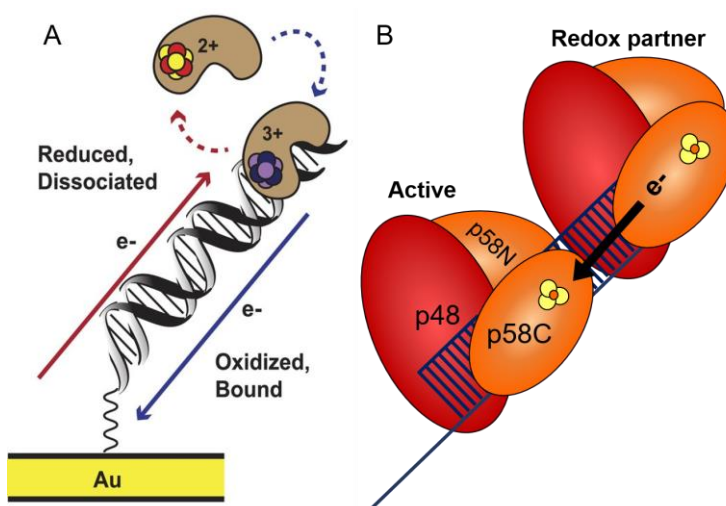 A
2+
3+
Reduced,
Dissociated
e-
e-
Oxidized,
Bound
Au
B
Redox partner
e-
Active
p58N
p48
p58C